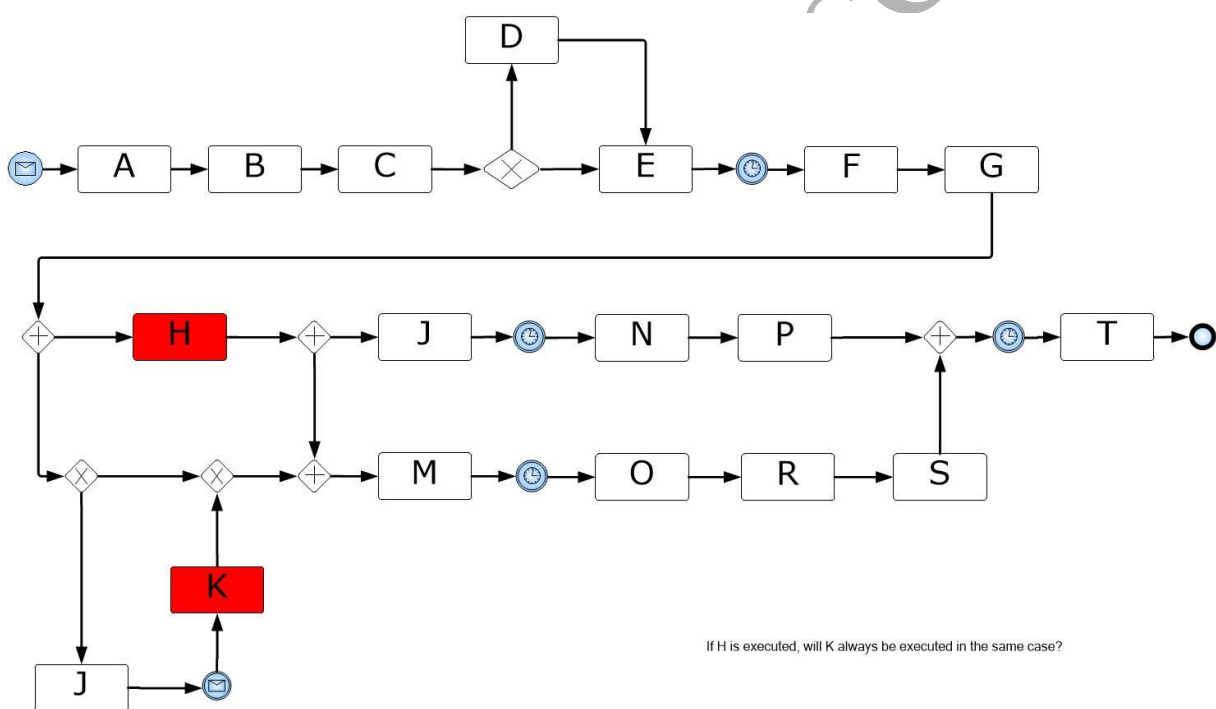 D
A B C E F G
H J N P T
M O R S
K
If H is executed, will K always be executed in the same case?
J